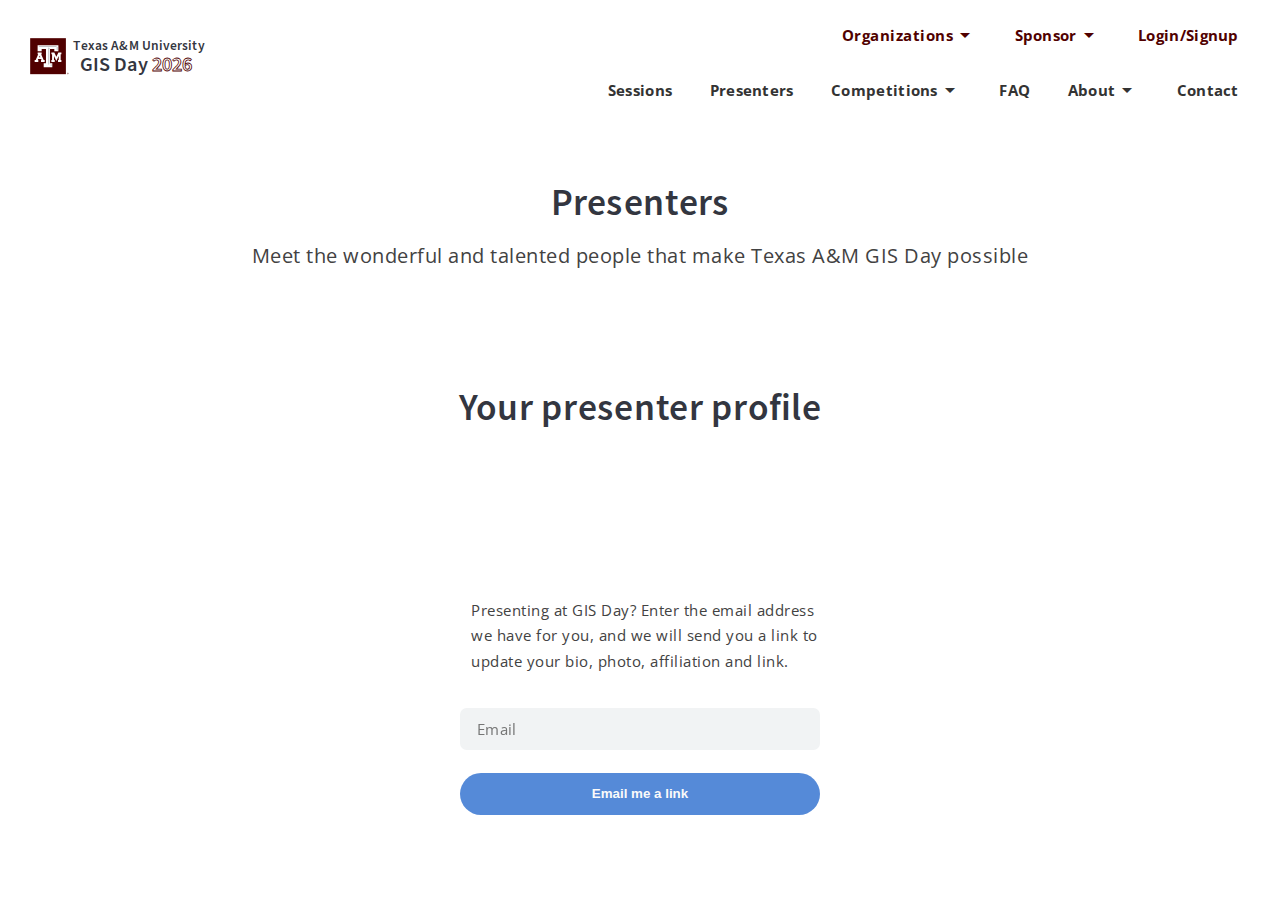 Texas A&M University
GIS Day 2026
Organizations
Sponsor
Login/Signup
Sessions
Presenters
Competitions
FAQ
About
Contact
Presenters
Meet the wonderful and talented people that make Texas A&M GIS Day possible
Your presenter profile
Presenting at GIS Day? Enter the email address
we have for you, and we will send you a link to
update your bio, photo, affiliation and link.
Email
Email me a link